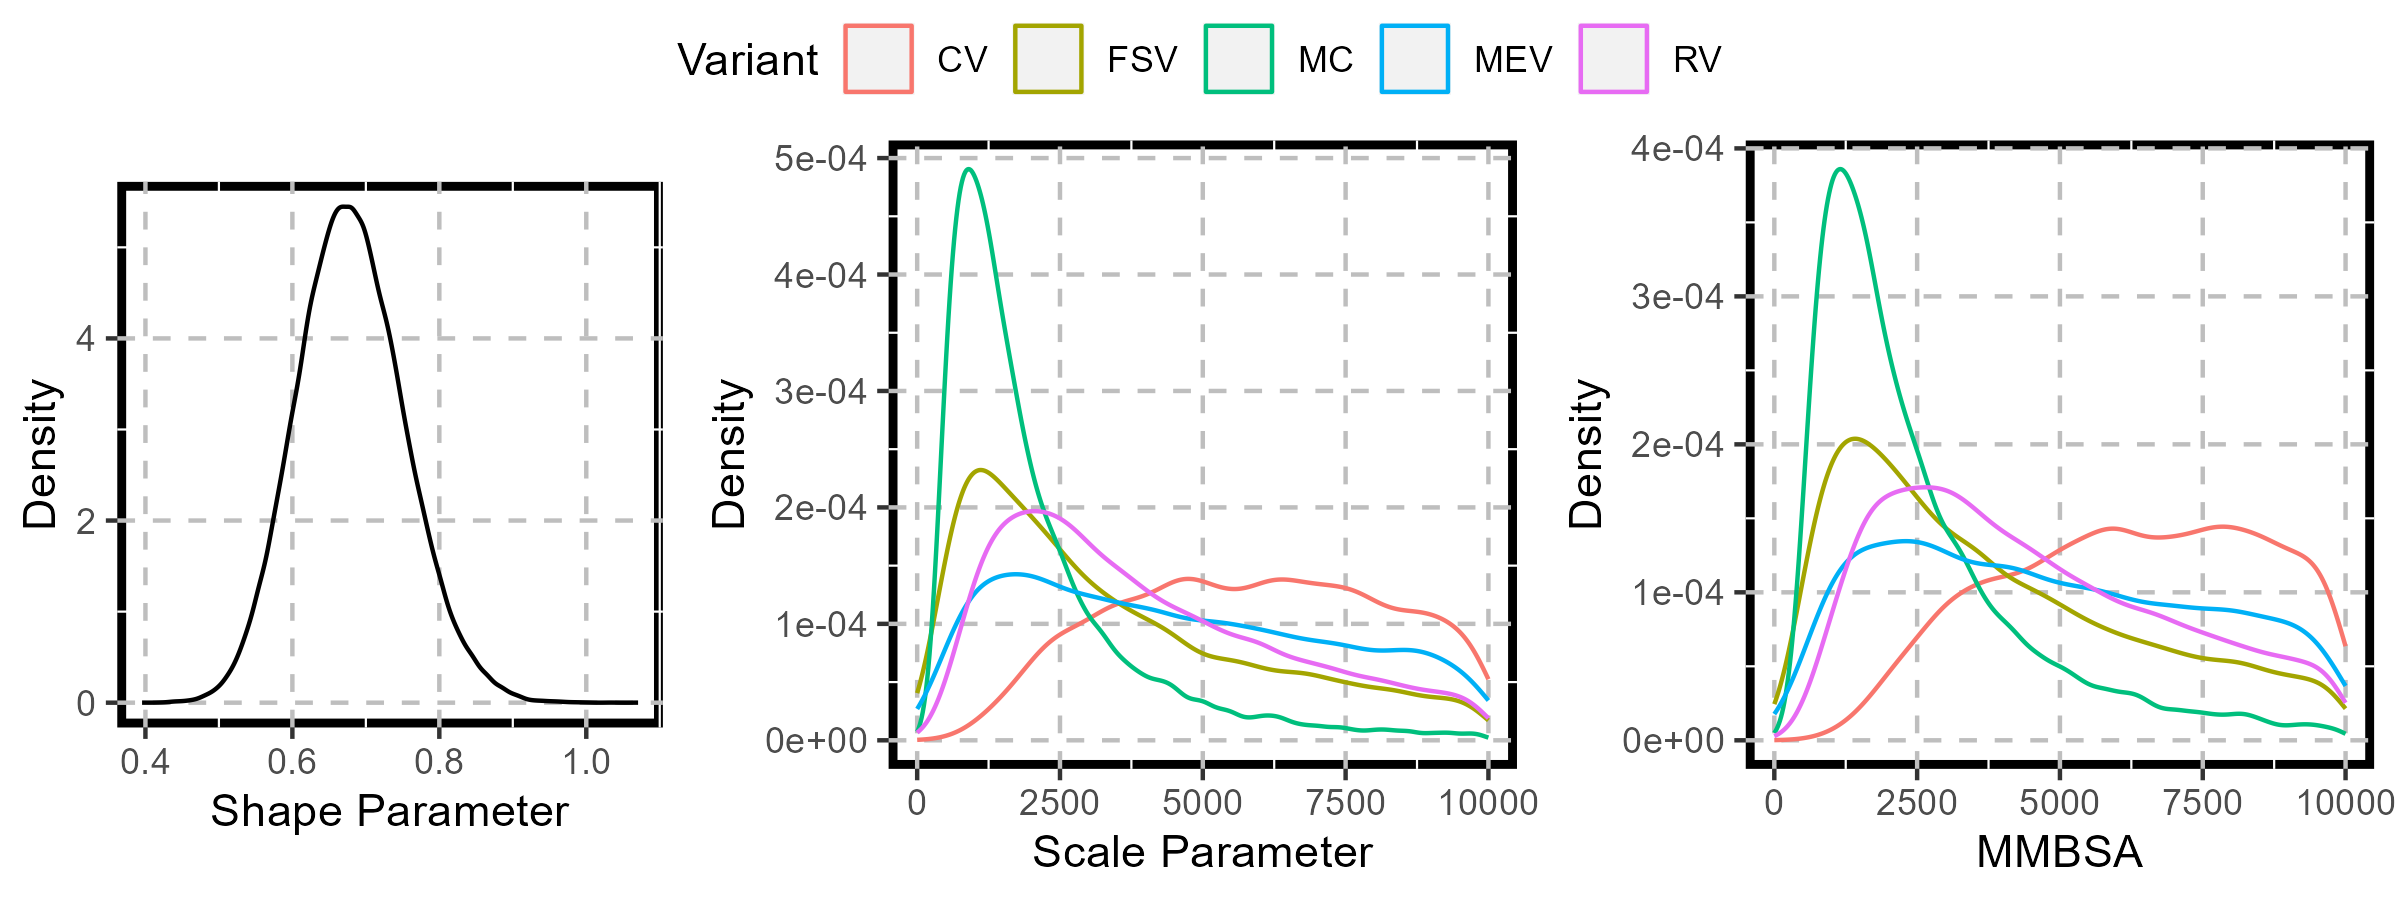 Variant CV FSV MC MEV RV
Density
4
2
0
0.4 0.6 0.8 1.0
Shape Parameter
Density
5e-04
4e-04
3e-04
2e-04
1e-04
0e+00
0 2500 5000 7500 10000
Scale Parameter
Density
4e-04
3e-04
2e-04
1e-04
0e+00
0 2500 5000 7500 10000
MMBSA